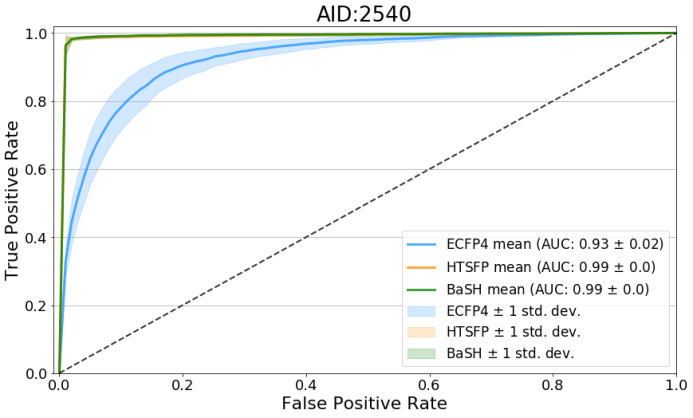 AID:2540
True Positive Rate
1.0
0.8
0.6
0.4
0.2
0.0
ECFP4 mean (AUC: 0.93 ± 0.02)
HTSFP mean (AUC: 0.99 ± 0.0)
BaSH mean (AUC: 0.99 ± 0.0)
ECFP4 ± 1 std. dev.
HTSFP ± 1 std. dev.
BaSH ± 1 std. dev.
0.0 0.2 0.4 0.6 0.8 1.0
False Positive Rate